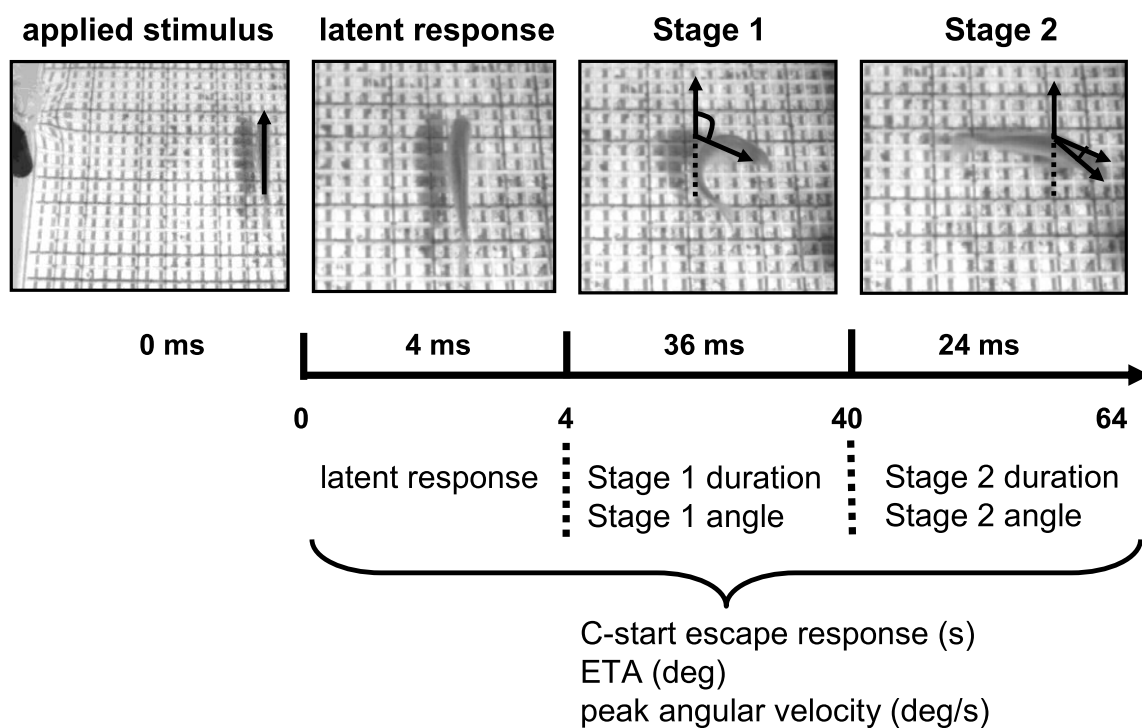 applied stimulus
latent response
Stage 1
Stage 2
0 ms
4 ms
36 ms
24 ms
0
4
40
64
latent response
Stage 1 duration
Stage 1 angle
Stage 2 duration
Stage 2 angle
C-start escape response (s)
ETA (deg)
peak angular velocity (deg/s)